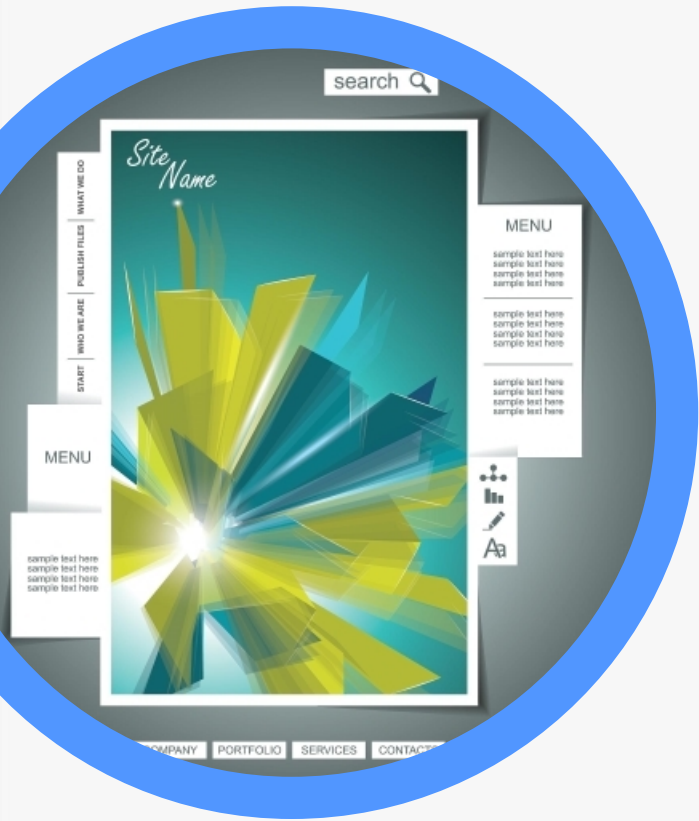 search
Site
Name
WHAT WE DO
PUBLISH FILES
WHO WE ARE
START
MENU
sample text here
sample text here
sample text here
sample text here
MENU
sample text here
sample text here
sample text here
sample text here
sample text here
sample text here
sample text here
sample text here
sample text here
sample text here
sample text here
sample text here
Aa
COMPANY PORTFOLIO SERVICES CONTACTS